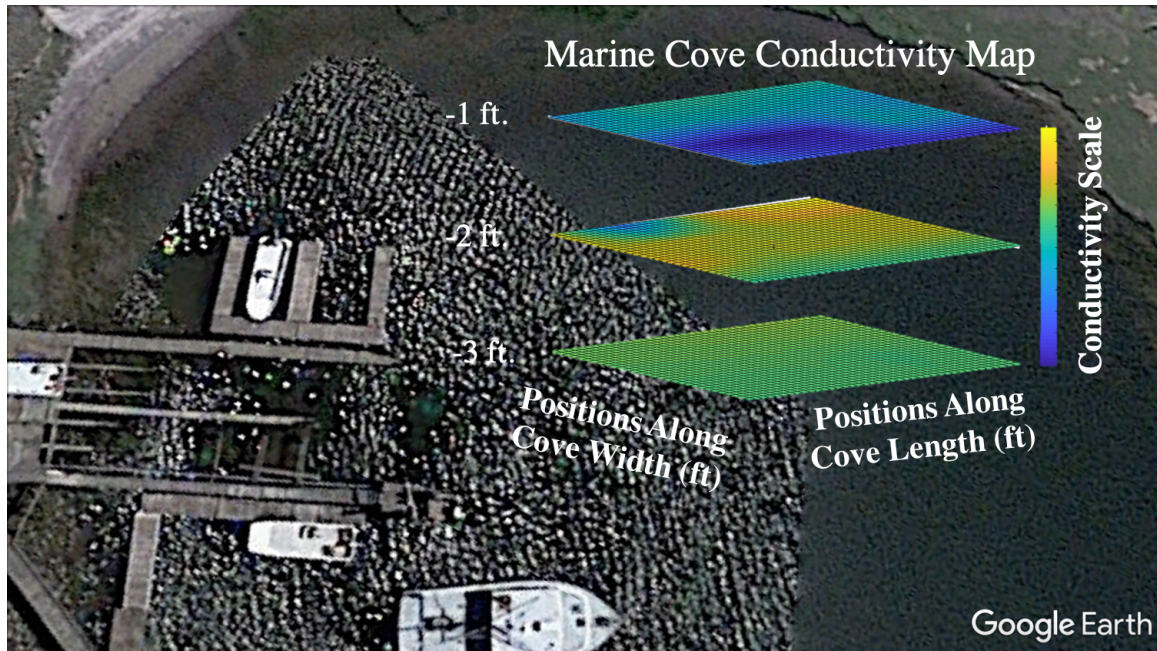 Marine Cove Conductivity Map
-1 ft.
-2 ft.
-3 ft.
Conductivity Scale
Positions Along
Cove Width (ft)
Positions Along
Cove Length (ft)
Google Earth